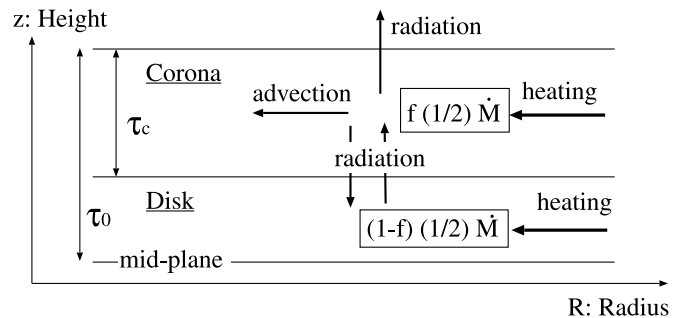 z: Height
radiation
Corona
advection
heating
f (1/2) Ṁ
τc
radiation
Disk
heating
τ0
(1-f) (1/2) Ṁ
mid-plane
R: Radius